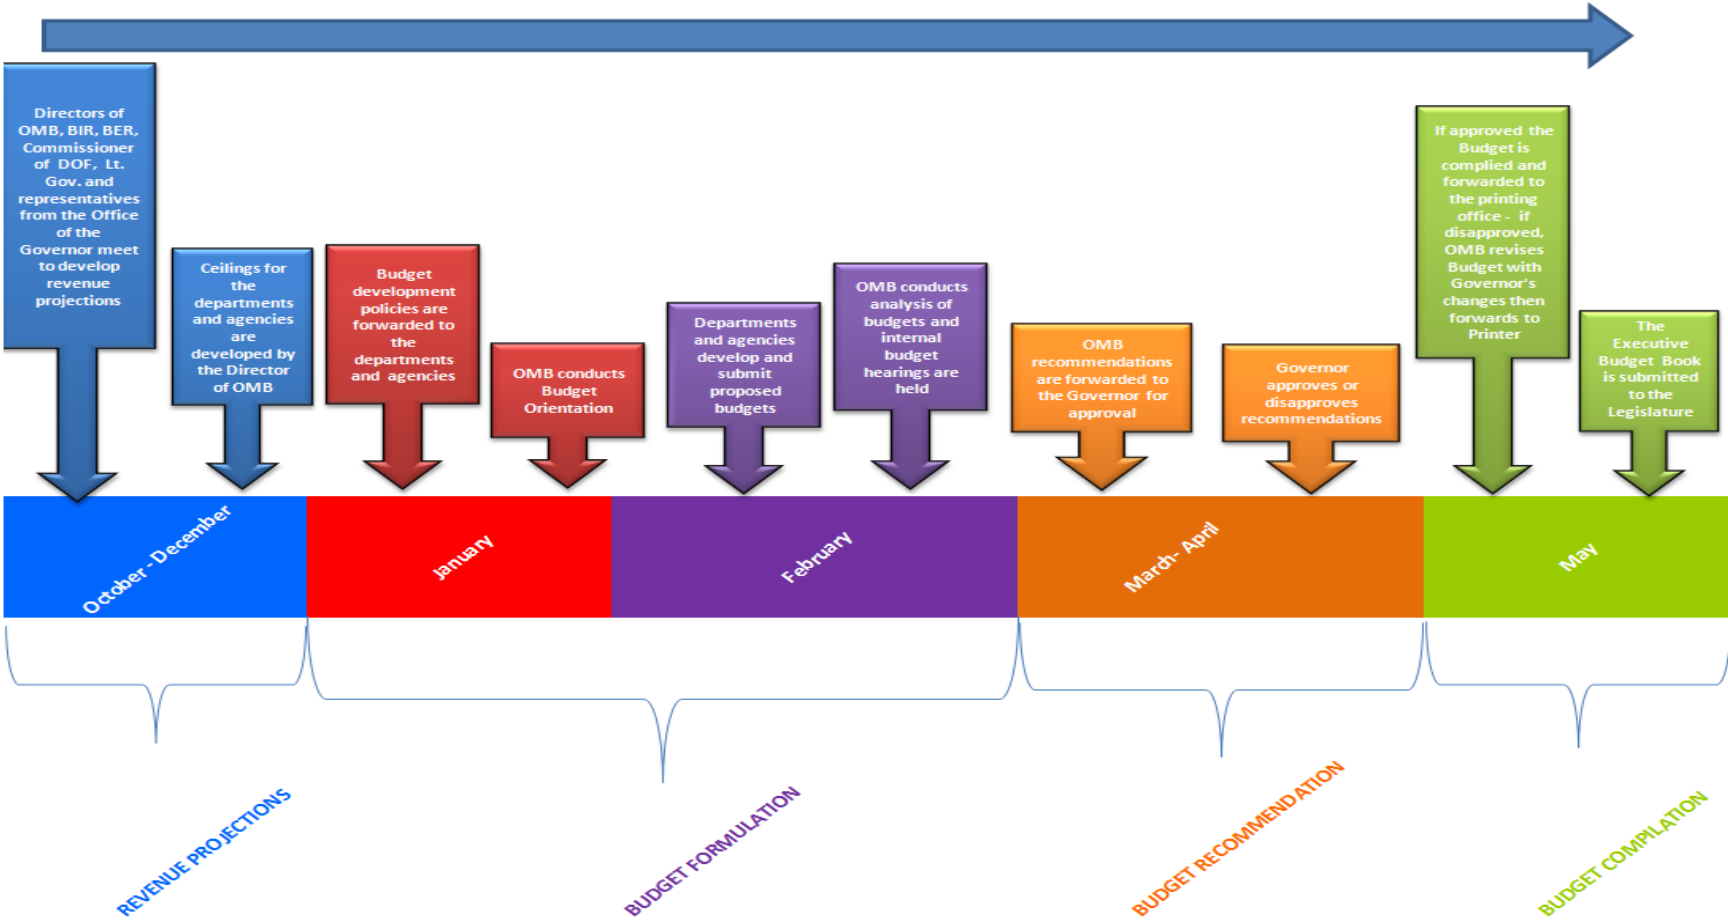 Directors of
OMB, BIR, BER,
Commissioner
of DOF, Lt.
Gov. and
representatives
from the Office
of the
Governor meet
to develop
revenue
projections
Ceilings for
the
departments
and agencies
are
developed by
the Director
of OMB
Budget
development
policies are
forwarded to
the
departments
and agencies
OMB conducts
Budget
Orientation
Departments
and agencies
develop and
submit
proposed
budgets
OMB conducts
analysis of
budgets and
internal
budget
hearings are
held
OMB
recommendations
are forwarded to
the Governor for
approval
Governor
approves or
disapproves
recommendations
If approved the
Budget is
complied and
forwarded to
the printing
office - if
disapproved,
OMB revises
Budget with
Governor's
changes then
forwards to
Printer
The
Executive
Budget Book
is submitted
to the
Legislature
October - December
January
February
March- April
May
REVENUE PROJECTIONS
BUDGET FORMULATION
BUDGET RECOMMENDATION
BUDGET COMPILATION